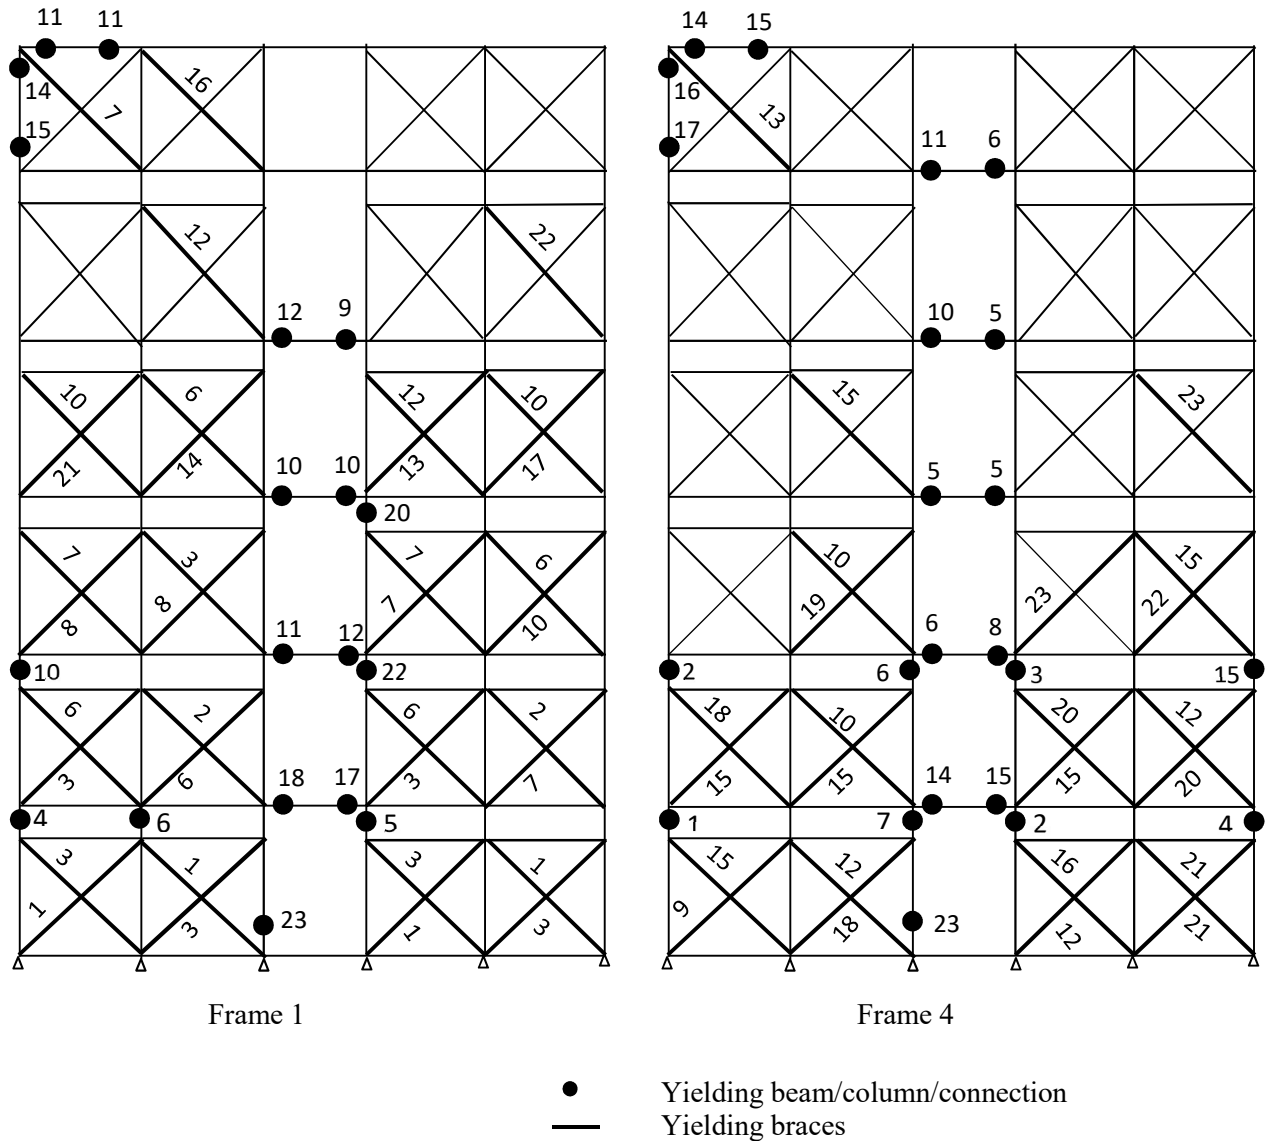 11 11 14 15
14 16 7 16 13
15 17 11 6
12 22
12 9 10 5
10 6 12 10 15 23
21 14 10 10 13 17 5 5
20
7 3 7 6 10 15
8 8 7 10 19 23 22
11 12 6 8
10 22 2 6 3 15
6 2 6 2 18 10 20 12
3 6 18 17 3 7 15 15 14 15 15 20
4 6 5 1 7 2 4
3 1 3 1 15 12 16 21
1 3 23 1 3 9 18 23 12 21
Frame 1 Frame 4
Yielding beam/column/connection
Yielding braces